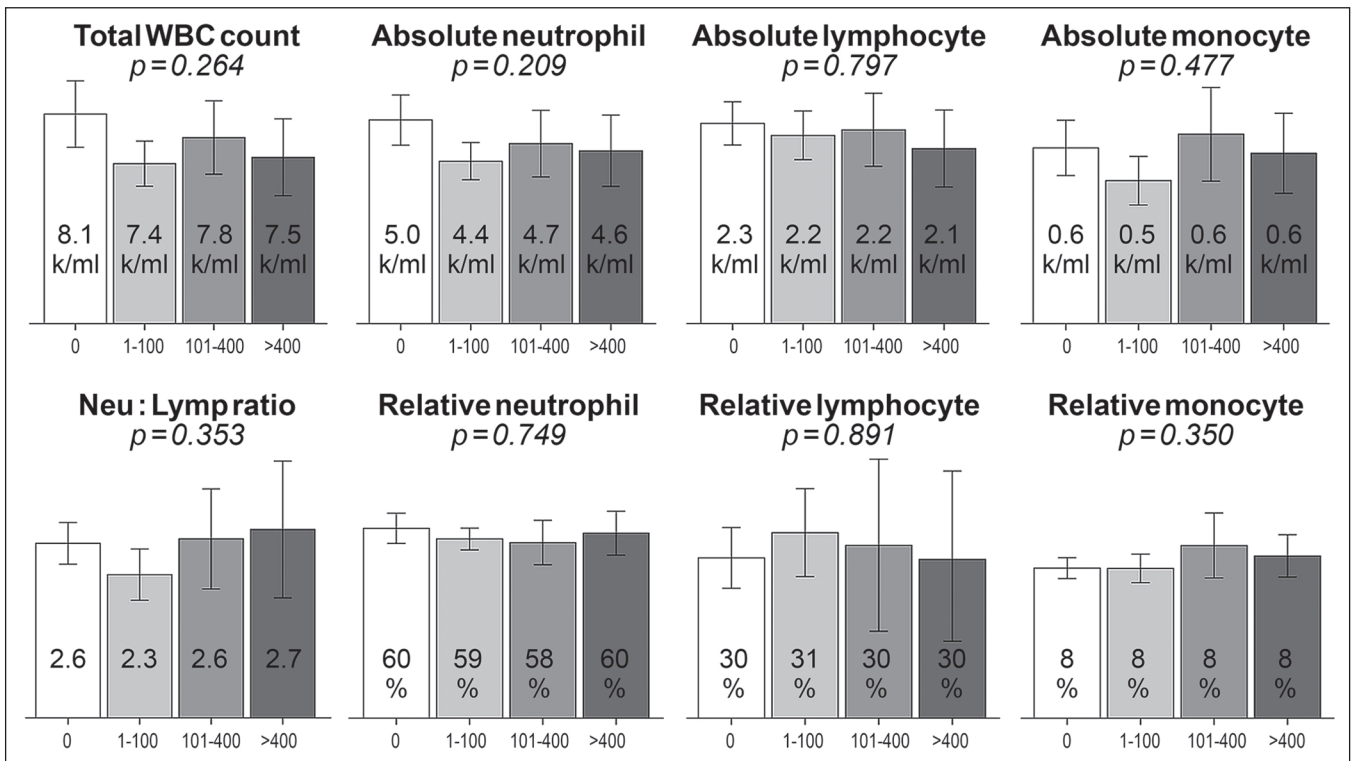 Total WBC count
p=0.264
8.1 7.4 7.8 7.5
k/ml k/ml k/ml k/ml
0 1-100 101-400 >400
Absolute neutrophil
p=0.209
5.0 4.4 4.7 4.6
k/ml k/ml k/ml k/ml
0 1-100 101-400 >400
Absolute lymphocyte
p=0.797
2.3 2.2 2.2 2.1
k/ml k/ml k/ml k/ml
0 1-100 101-400 >400
Absolute monocyte
p=0.477
0.6 0.5 0.6 0.6
k/ml k/ml k/ml k/ml
0 1-100 101-400 >400
Neu : Lymp ratio
p=0.353
2.6 2.3 2.6 2.7
0 1-100 101-400 >400
Relative neutrophil
p=0.749
60 59 58 60
% % % %
0 1-100 101-400 >400
Relative lymphocyte
p=0.891
30 31 30 30
% % % %
0 1-100 101-400 >400
Relative monocyte
p=0.350
8 8 8 8
% % % %
0 1-100 101-400 >400